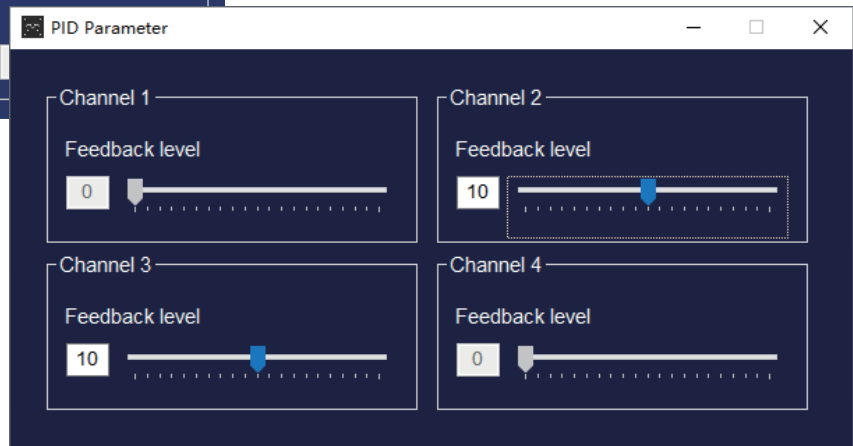 PID Parameter
Channel 1
Feedback level
0
Channel 2
Feedback level
10
Channel 3
Feedback level
10
Channel 4
Feedback level
0